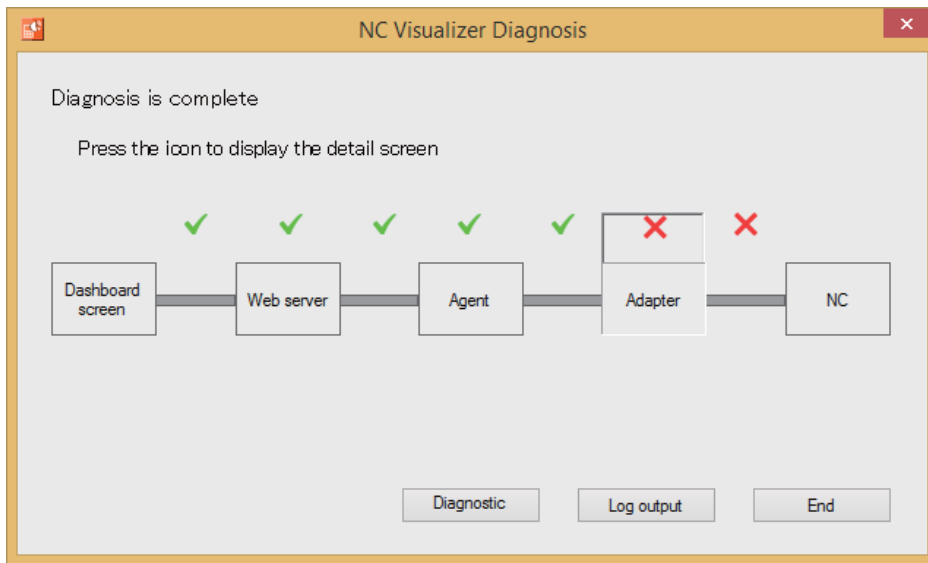 NC Visualizer Diagnosis
Diagnosis is complete
Press the icon to display the detail screen
Dashboard
screen
Web server
Agent
Adapter
NC
Diagnostic
Log output
End